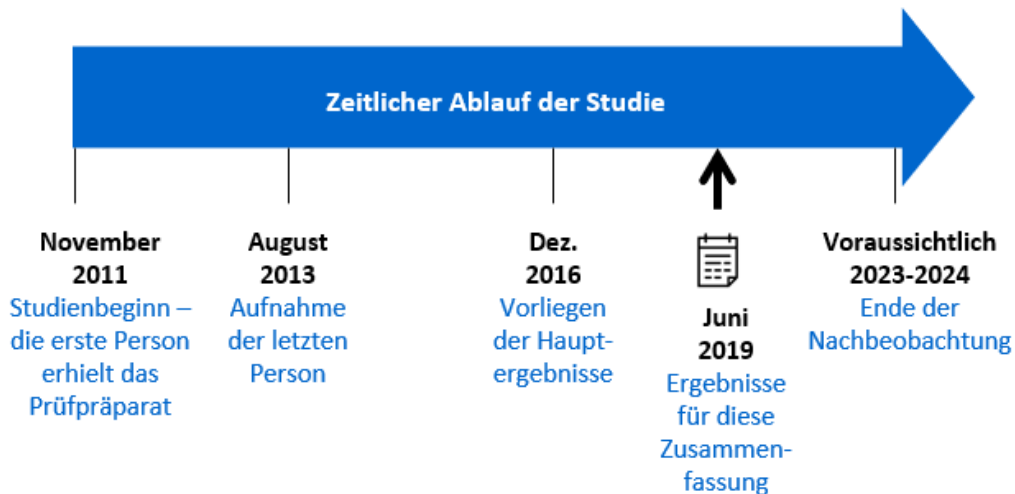 Zeitlicher Ablauf der Studie
November
2011
Studienbeginn –
die erste Person
erhielt das
Prüfpräparat
August
2013
Aufnahme
der letzten
Person
Dez.
2016
Vorliegen
der Haupt-
ergebnisse
Juni
2019
Ergebnisse
für diese
Zusammen-
fassung
Voraussichtlich
2023-2024
Ende der
Nachbeobachtung